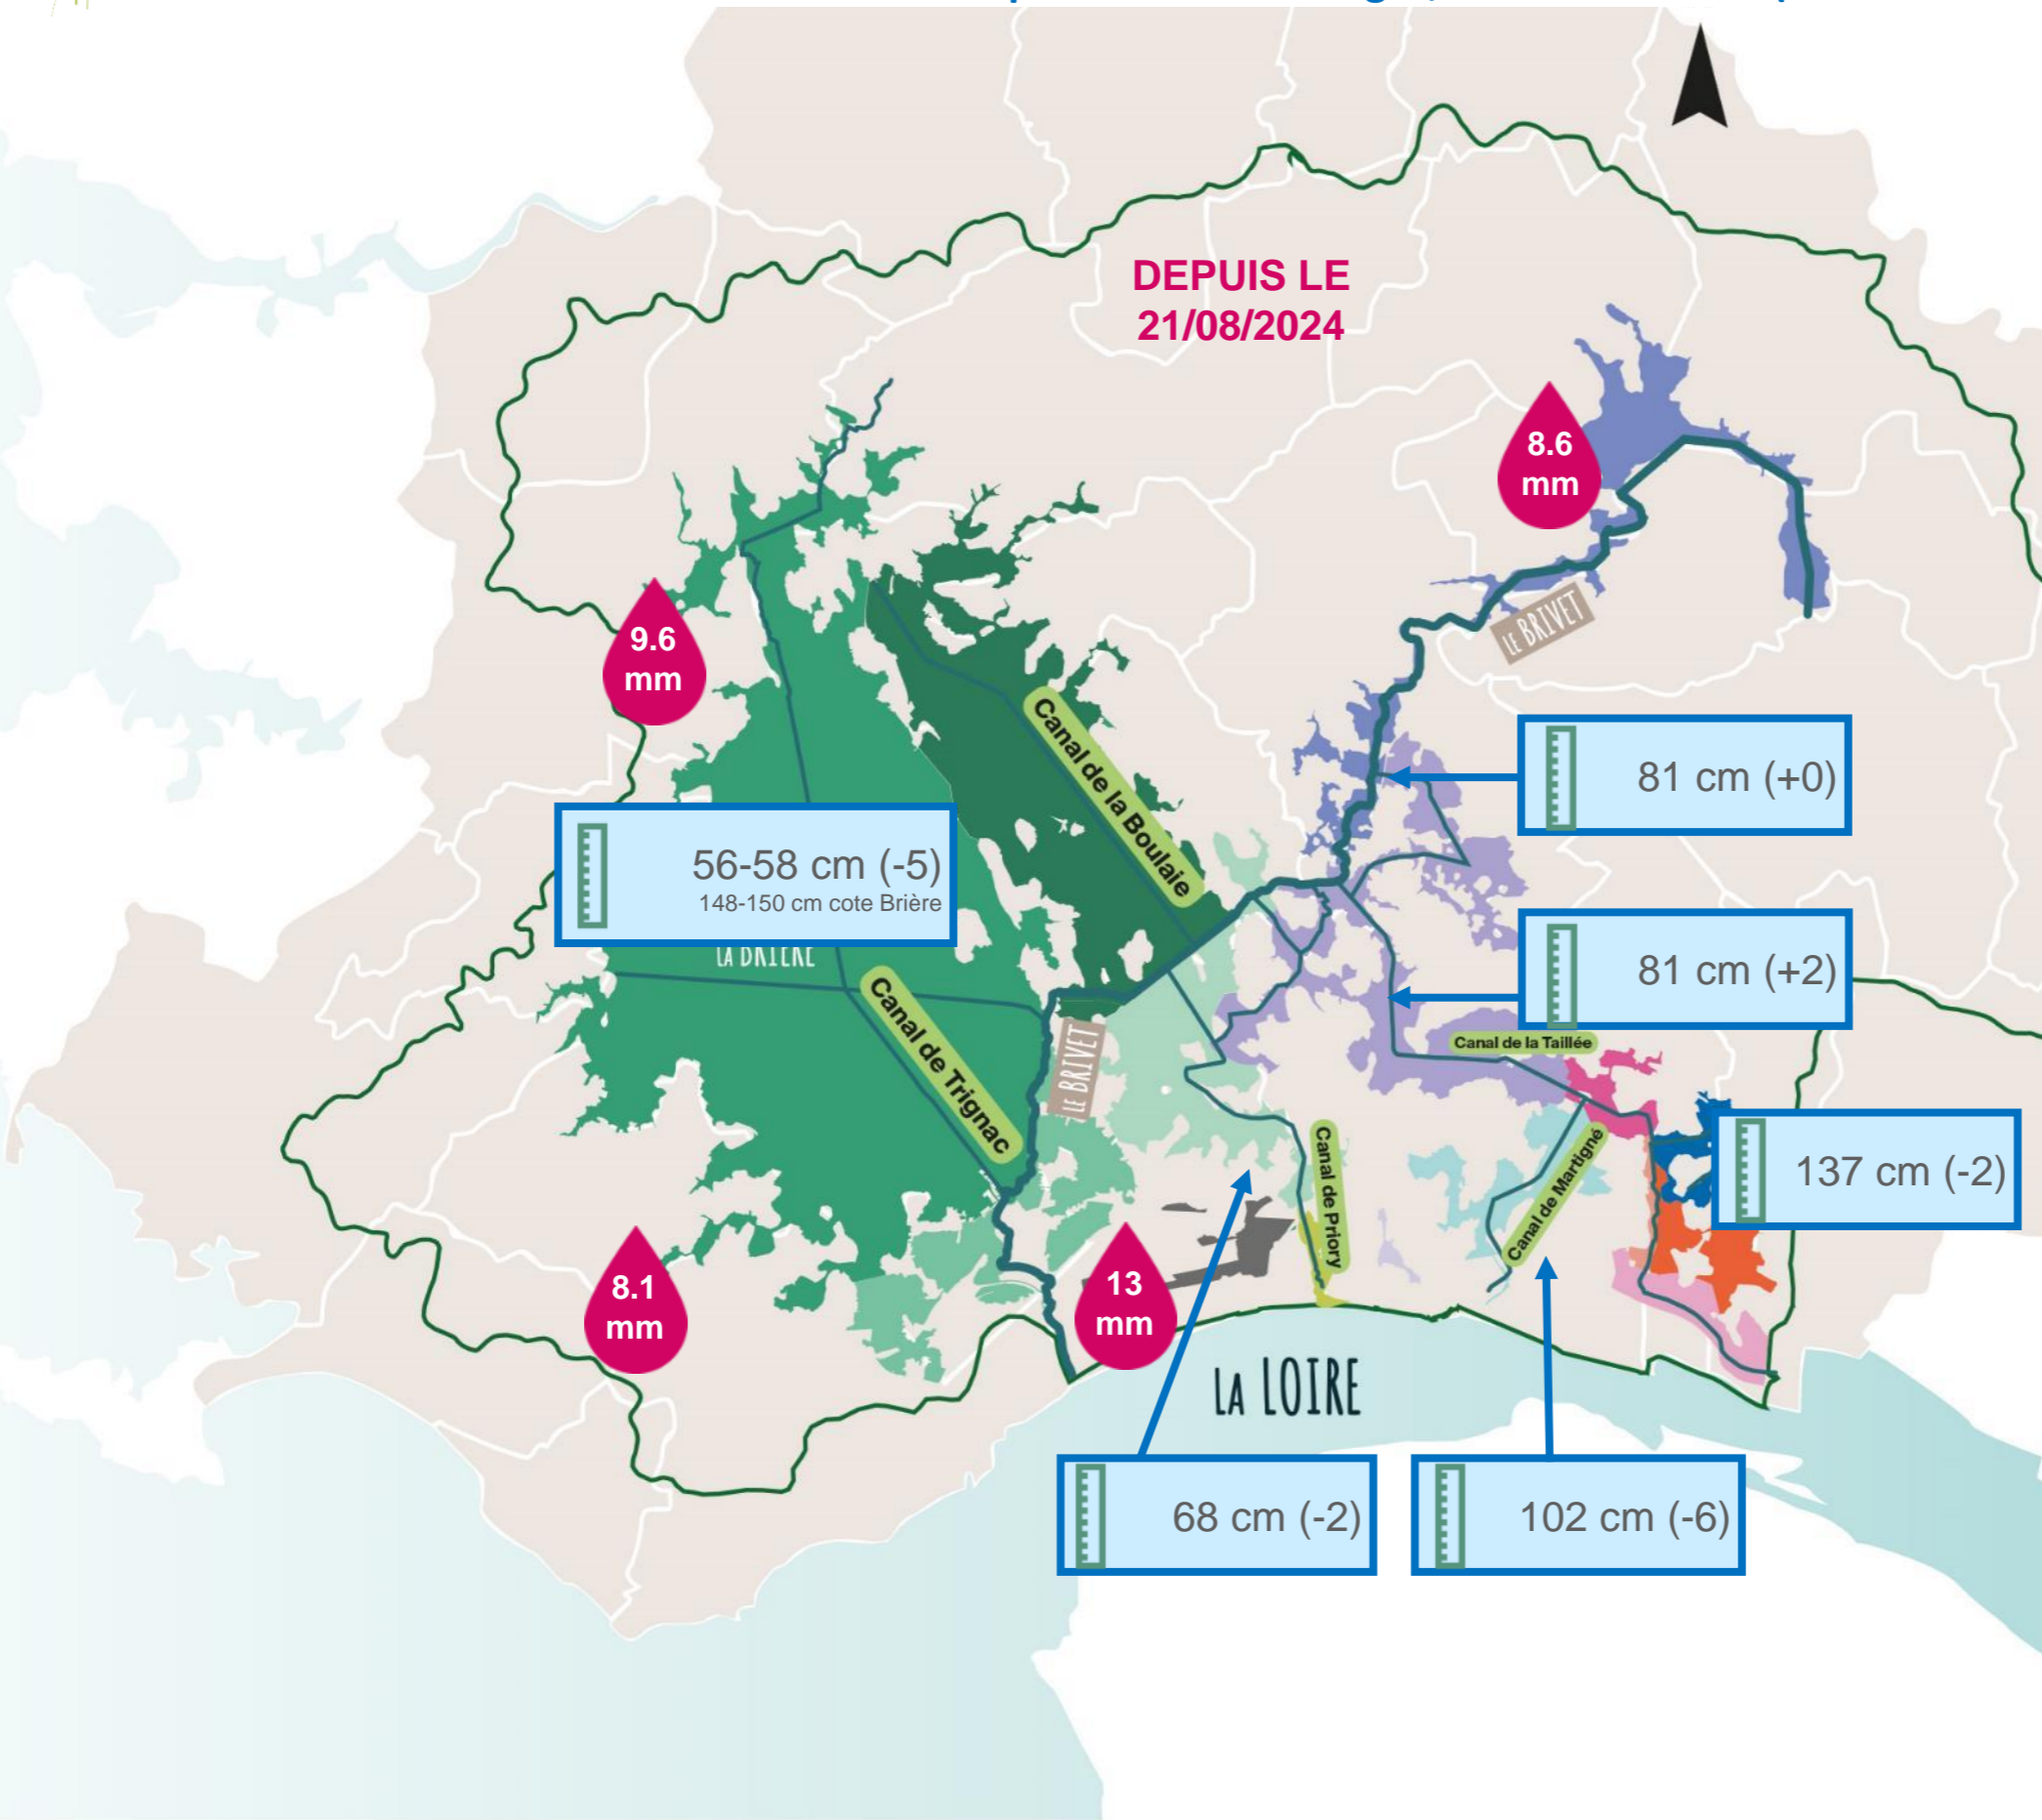 DEPUIS LE
21/08/2024
8.6
mm
LE BRIVET
9.6
mm
Canal de la Boulaie
81 cm (+0)
56-58 cm (-5)
148-150 cm cote Brière
LA BRIÈRE
81 cm (+2)
Canal de Trignac
LE BRIVET
Canal de la Taillée
Canal de Priory
Canal de Martigné
137 cm (-2)
8.1
mm
13
mm
LA LOIRE
68 cm (-2)
102 cm (-6)